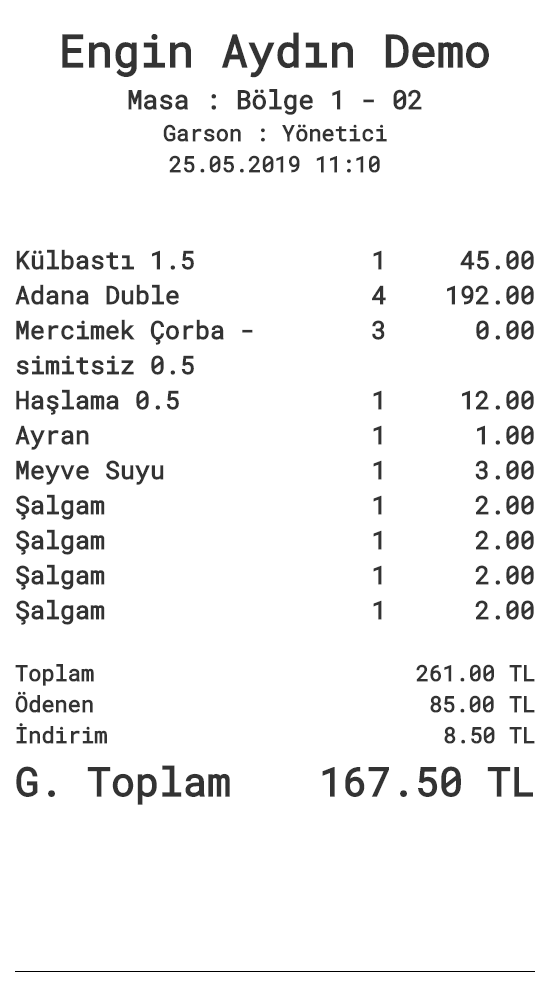 Engin Aydın Demo
Masa : Bölge 1 - 02
Garson : Yönetici
25.05.2019 11:10
Külbastı 1.5 1 45.00
Adana Duble 4 192.00
Mercimek Çorba - 3 0.00
simitsiz 0.5
Haşlama 0.5 1 12.00
Ayran 1 1.00
Meyve Suyu 1 3.00
Şalgam 1 2.00
Şalgam 1 2.00
Şalgam 1 2.00
Şalgam 1 2.00
Toplam 261.00 TL
Ödenen 85.00 TL
İndirim 8.50 TL
G. Toplam 167.50 TL